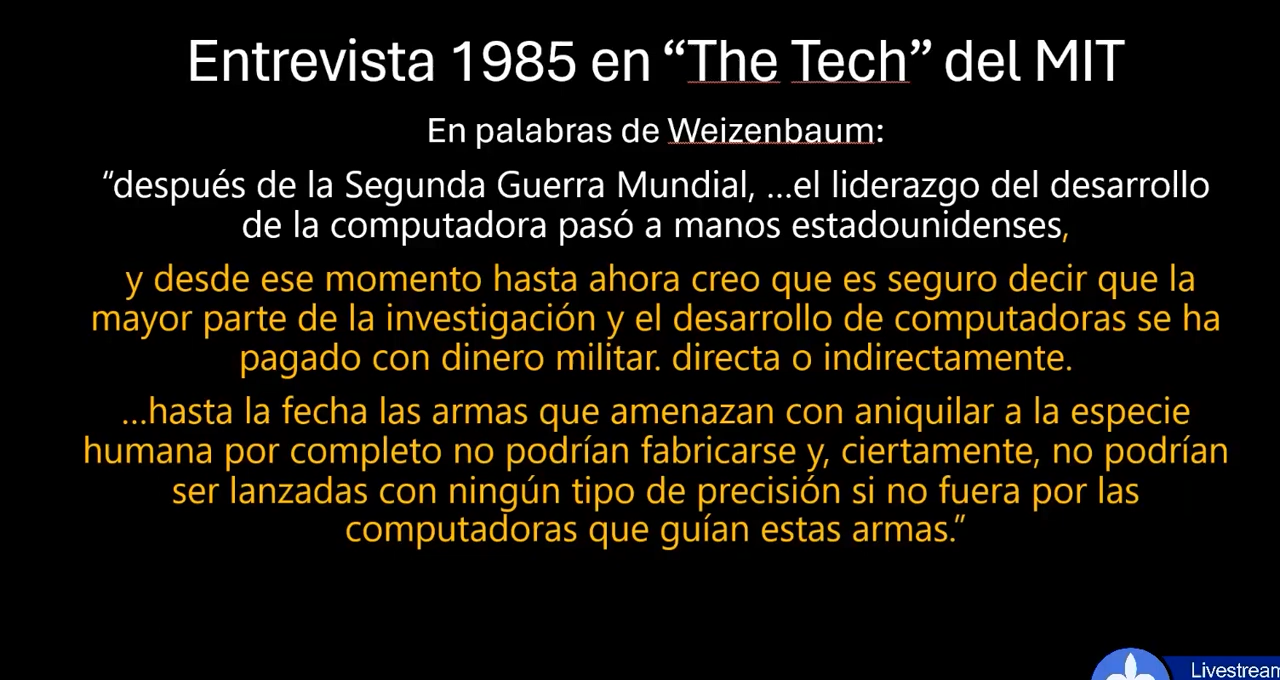 Entrevista 1985 en “The Tech” del MIT
En palabras de Weizenbaum:
“después de la Segunda Guerra Mundial, ...el liderazgo del desarrollo
de la computadora pasó a manos estadounidenses,
y desde ese momento hasta ahora creo que es seguro decir que la
mayor parte de la investigación y el desarrollo de computadoras se ha
pagado con dinero militar. directa o indirectamente.
...hasta la fecha las armas que amenazan con aniquilar a la especie
humana por completo no podrían fabricarse y, ciertamente, no podrían
ser lanzadas con ningún tipo de precisión si no fuera por las
computadoras que guían estas armas.”
Livestream